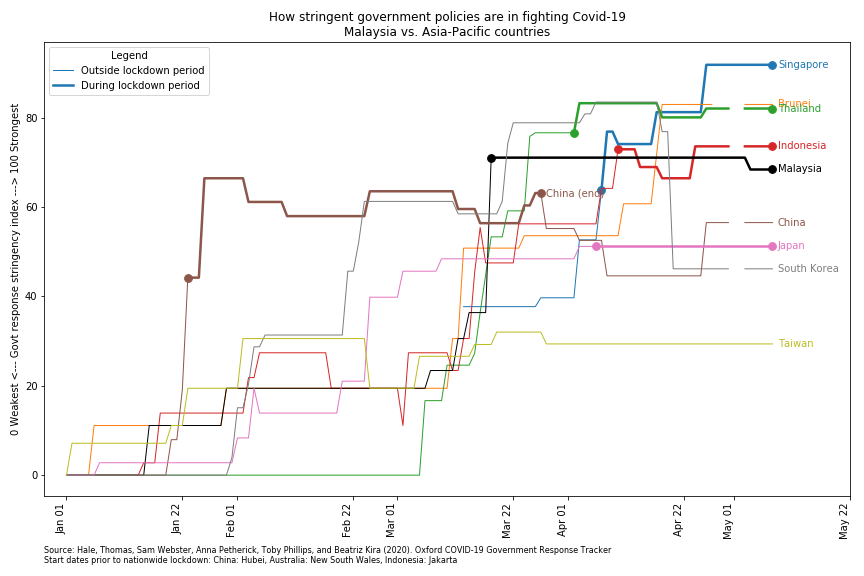 How stringent government policies are in fighting Covid-19
Malaysia vs. Asia-Pacific countries
Legend
Outside lockdown period
During lockdown period
0 Weakest <--- Govt response stringency index ---> 100 Strongest
80
60
40
20
0
Singapore
Brunei
Thailand
Indonesia
Malaysia
China (end)
China
Japan
South Korea
Taiwan
Jan 01
Jan 22
Feb 01
Feb 22
Mar 01
Mar 22
Apr 01
Apr 22
May 01
May 22
Source: Hale, Thomas, Sam Webster, Anna Petherick, Toby Phillips, and Beatriz Kira (2020). Oxford COVID-19 Government Response Tracker
Start dates prior to nationwide lockdown: China: Hubei, Australia: New South Wales, Indonesia: Jakarta